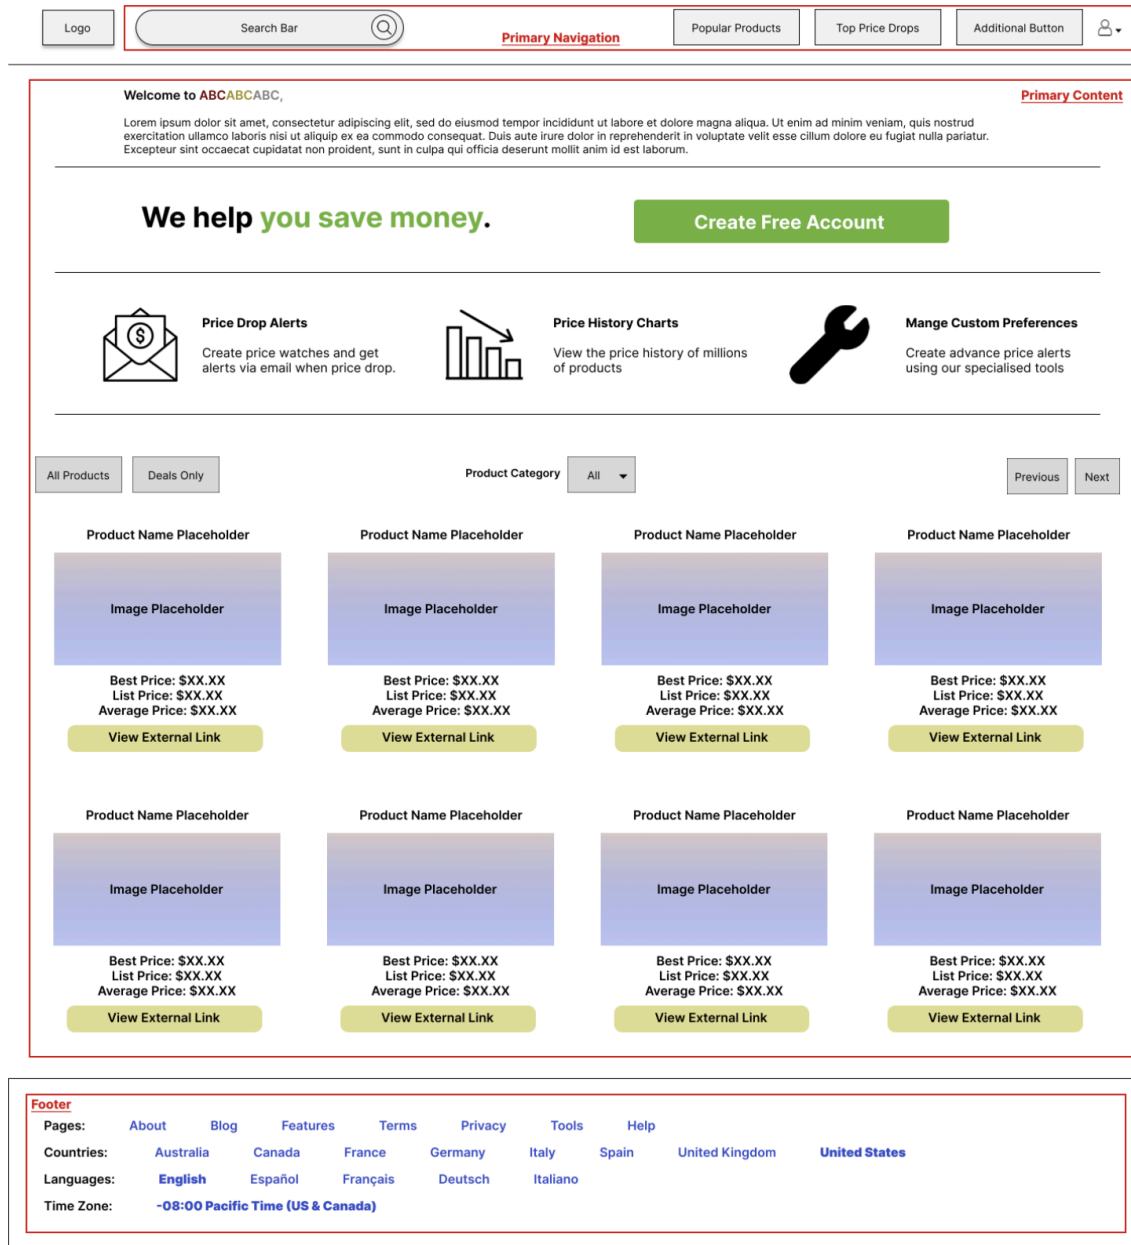 Logo
Search Bar
Primary Navigation
Popular Products
Top Price Drops
Additional Button
Welcome to ABCABCABC,
Primary Content
Lorem ipsum dolor sit amet, consectetur adipiscing elit, sed do eiusmod tempor incididunt ut labore et dolore magna aliqua. Ut enim ad minim veniam, quis nostrud
exercitation ullamco laboris nisi ut aliquip ex ea commodo consequat. Duis aute irure dolor in reprehenderit in voluptate velit esse cillum dolore eu fugiat nulla pariatur.
Excepteur sint occaecat cupidatat non proident, sunt in culpa qui officia deserunt mollit anim id est laborum.
We help you save money.
Create Free Account
$
Price Drop Alerts
Create price watches and get
alerts via email when price drop.
Price History Charts
View the price history of millions
of products
Mange Custom Preferences
Create advance price alerts
using our specialised tools
All Products
Deals Only
Product Category
All
Previous
Next
Product Name Placeholder
Image Placeholder
Best Price: $XX.XX
List Price: $XX.XX
Average Price: $XX.XX
View External Link
Product Name Placeholder
Image Placeholder
Best Price: $XX.XX
List Price: $XX.XX
Average Price: $XX.XX
View External Link
Product Name Placeholder
Image Placeholder
Best Price: $XX.XX
List Price: $XX.XX
Average Price: $XX.XX
View External Link
Product Name Placeholder
Image Placeholder
Best Price: $XX.XX
List Price: $XX.XX
Average Price: $XX.XX
View External Link
Product Name Placeholder
Image Placeholder
Best Price: $XX.XX
List Price: $XX.XX
Average Price: $XX.XX
View External Link
Product Name Placeholder
Image Placeholder
Best Price: $XX.XX
List Price: $XX.XX
Average Price: $XX.XX
View External Link
Product Name Placeholder
Image Placeholder
Best Price: $XX.XX
List Price: $XX.XX
Average Price: $XX.XX
View External Link
Product Name Placeholder
Image Placeholder
Best Price: $XX.XX
List Price: $XX.XX
Average Price: $XX.XX
View External Link
Footer
Pages: About Blog Features Terms Privacy Tools Help
Countries: Australia Canada France Germany Italy Spain United Kingdom United States
Languages: English Español Français Deutsch Italiano
Time Zone: -08:00 Pacific Time (US & Canada)